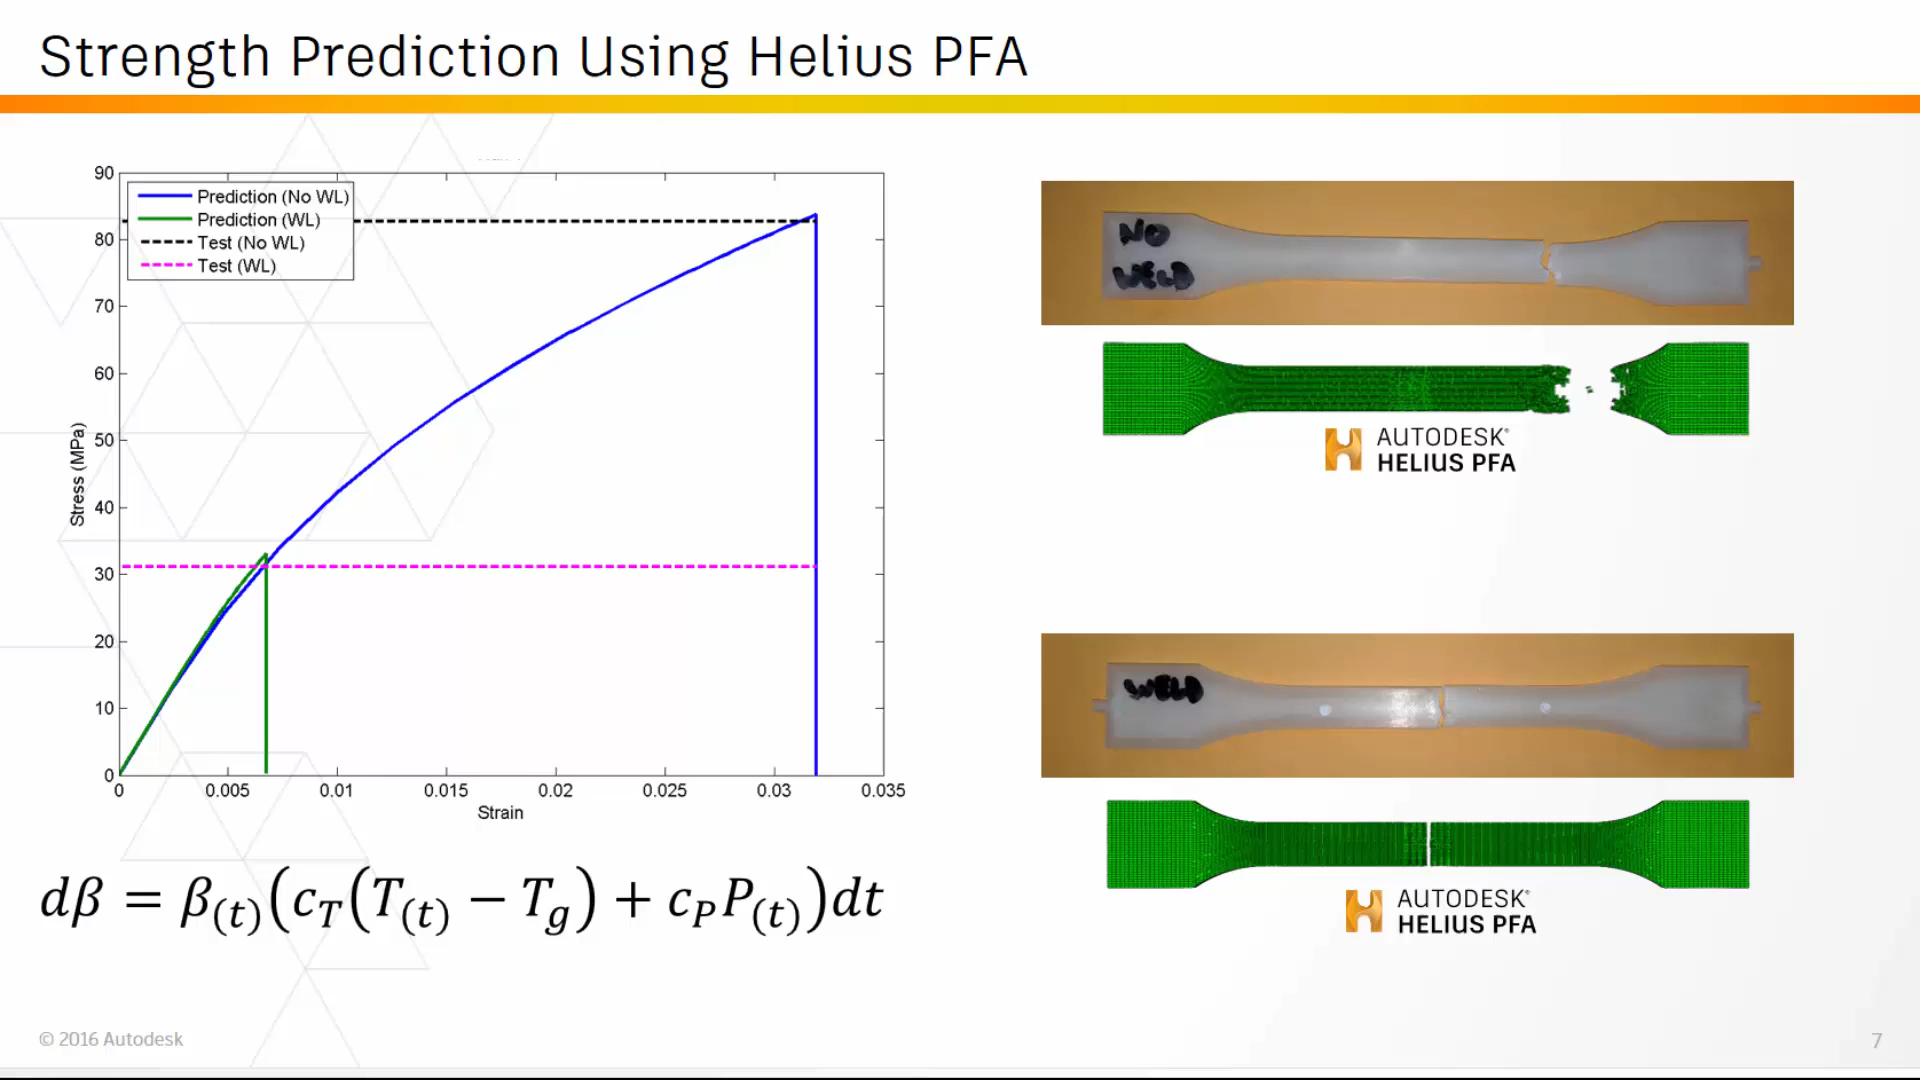 Strength Prediction Using Helius PFA
90
80
70
60
50
40
30
20
10
0
Stress (MPa)
Prediction (No WL)
Prediction (WL)
Test (No WL)
Test (WL)
0 0.005 0.01 0.015 0.02 0.025 0.03 0.035
Strain
dβ = β(t)(cT(T(t) − Tg) + cPP(t))dt
NO
WELD
AUTODESK®
HELIUS PFA
WELD
AUTODESK®
HELIUS PFA
© 2016 Autodesk
7